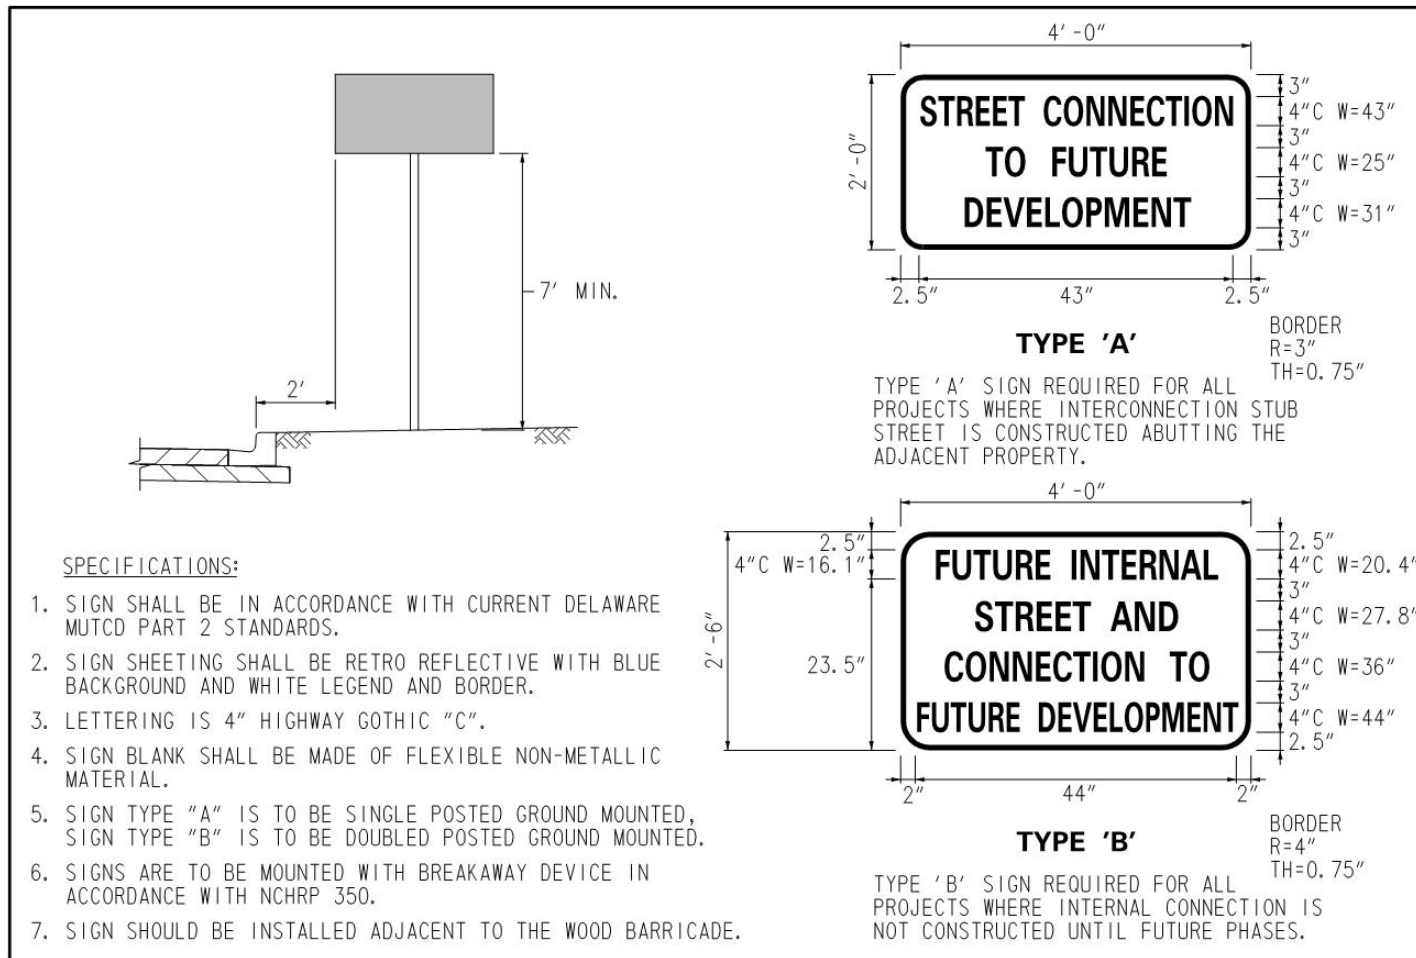 7' MIN.
2'
SPECIFICATIONS:
1. SIGN SHALL BE IN ACCORDANCE WITH CURRENT DELAWARE
MUTCD PART 2 STANDARDS.
2. SIGN SHEETING SHALL BE RETRO REFLECTIVE WITH BLUE
BACKGROUND AND WHITE LEGEND AND BORDER.
3. LETTERING IS 4" HIGHWAY GOTHIC "C".
4. SIGN BLANK SHALL BE MADE OF FLEXIBLE NON-METALLIC
MATERIAL.
5. SIGN TYPE "A" IS TO BE SINGLE POSTED GROUND MOUNTED,
SIGN TYPE "B" IS TO BE DOUBLED POSTED GROUND MOUNTED.
6. SIGNS ARE TO BE MOUNTED WITH BREAKAWAY DEVICE IN
ACCORDANCE WITH NCHRP 350.
7. SIGN SHOULD BE INSTALLED ADJACENT TO THE WOOD BARRICADE.
4'-0"
2'-0"
STREET CONNECTION
TO FUTURE
DEVELOPMENT
3"
4"C W=43"
3"
4"C W=25"
3"
4"C W=31"
3"
2.5" 43" 2.5"
TYPE 'A'
BORDER
R=3"
TH=0.75"
TYPE 'A' SIGN REQUIRED FOR ALL
PROJECTS WHERE INTERCONNECTION STUB
STREET IS CONSTRUCTED ABUTTING THE
ADJACENT PROPERTY.
4'-0"
2'-6"
2.5"
4"C W=16.1"
23.5"
FUTURE INTERNAL
STREET AND
CONNECTION TO
FUTURE DEVELOPMENT
2.5"
4"C W=20.4"
3"
4"C W=27.8"
3"
4"C W=36"
3"
4"C W=44"
2.5"
2" 44" 2"
TYPE 'B'
BORDER
R=4"
TH=0.75"
TYPE 'B' SIGN REQUIRED FOR ALL
PROJECTS WHERE INTERNAL CONNECTION IS
NOT CONSTRUCTED UNTIL FUTURE PHASES.